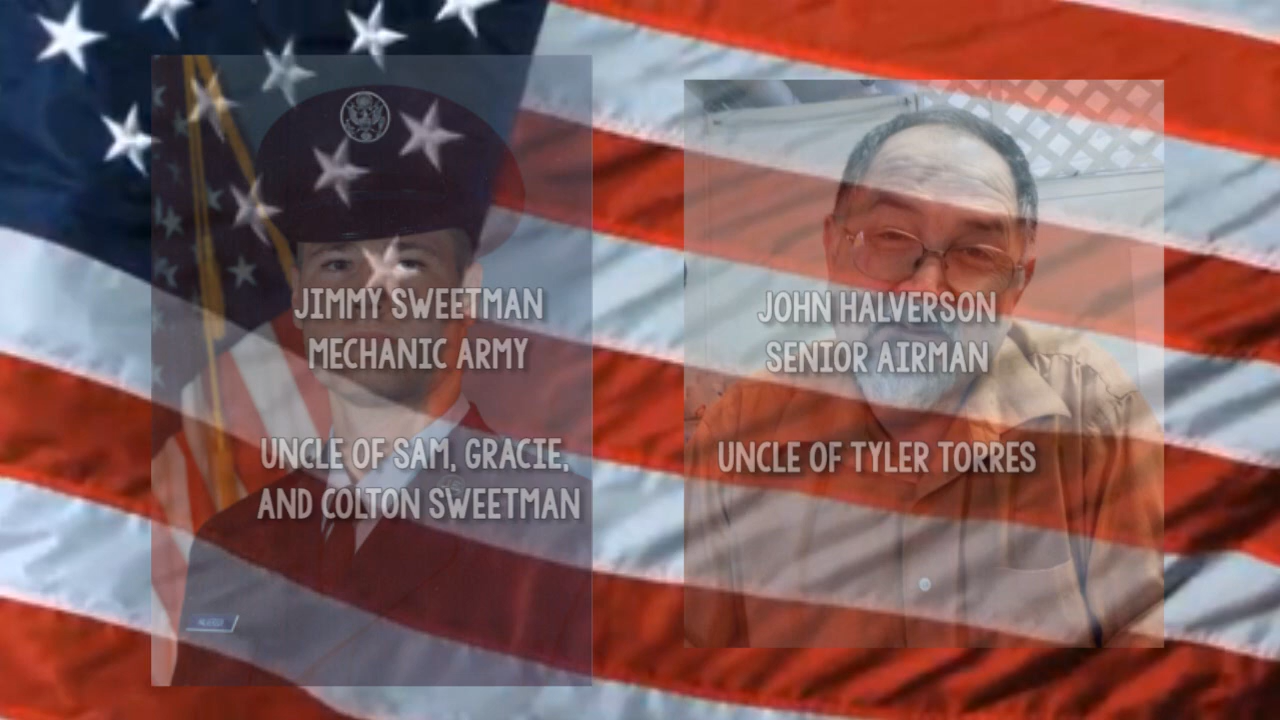 JIMMY SWEETMAN
MECHANIC ARMY
UNCLE OF SAM, GRACIE,
AND COLTON SWEETMAN
JOHN HALVERSON
SENIOR AIRMAN
UNCLE OF TYLER TORRES